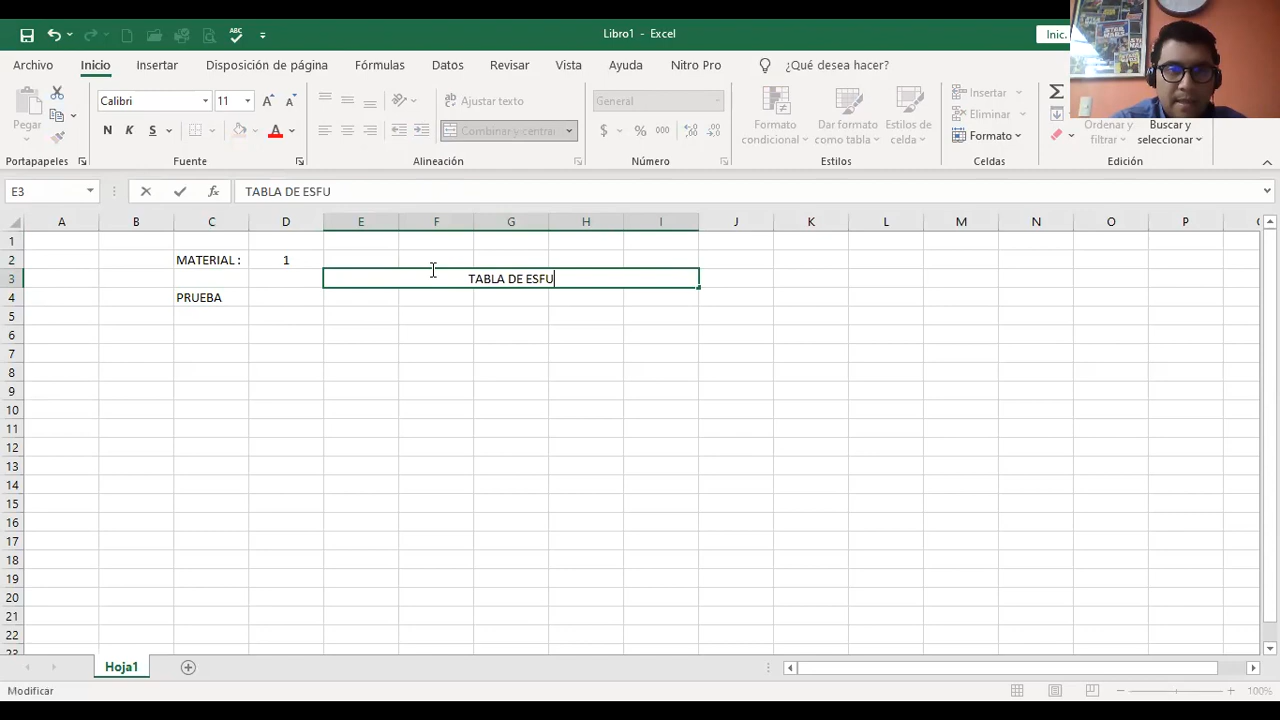 Libro1 - Excel
Inic.
Archivo Inicio Insertar Disposición de página Fórmulas Datos Revisar Vista Ayuda Nitro Pro ¿Qué desea hacer?
Pegar
Calibri 11
N K S
Ajustar texto
Combinar y centrar
General
$ % 000
Formato condicional
Dar formato como tabla
Estilos de celda
Insertar
Eliminar
Formato
Ordenar y filtrar
Buscar y seleccionar
Portapapeles Fuente Alineación Número Estilos Celdas Edición
E3 fx TABLA DE ESFU
A B C D E F G H I J K L M N O P
1
2 MATERIAL : 1
3 TABLA DE ESFU
4 PRUEBA
5
6
7
8
9
10
11
12
13
14
15
16
17
18
19
20
21
22
23
Hoja1
Modificar 100%